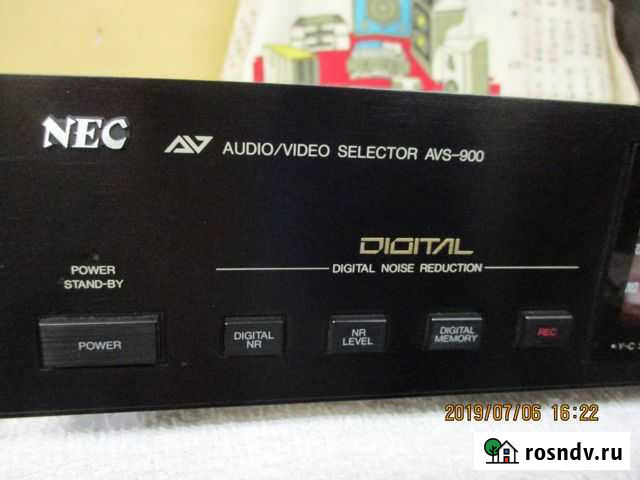 NEC AV AUDIO/VIDEO SELECTOR AVS-900
DIGITAL
DIGITAL NOISE REDUCTION
POWER
STAND-BY
POWER
DIGITAL
NR
NR
LEVEL
DIGITAL
MEMORY
REC
Y-C
2019/07/06 16:22
rosndv.ru